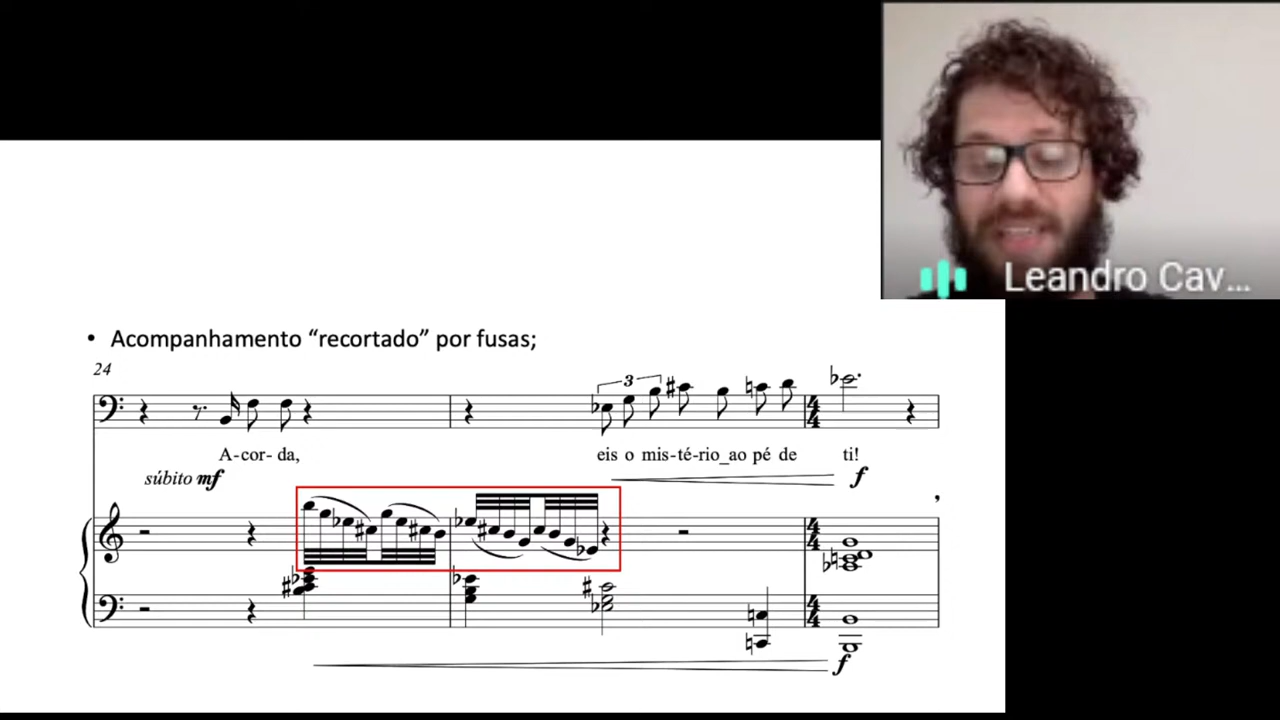 Leandro Cav...
• Acompanhamento “recortado” por fusas;
24
3
A-cor- da,
eis o mis-té-rio_ao pé de
ti!
súbito mf
f
f